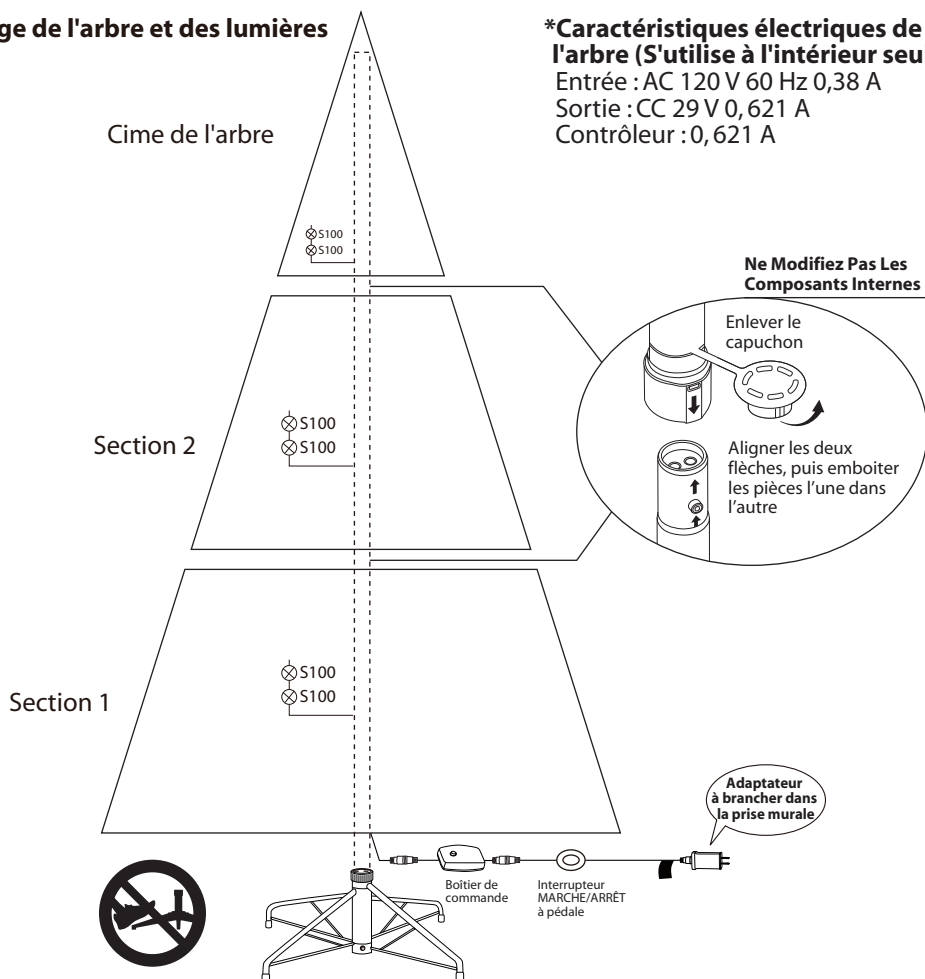 ge de l'arbre et des lumières
*Caractéristiques électriques de
l'arbre (S'utilise à l'intérieur seu
Entrée : AC 120 V 60 Hz 0,38 A
Sortie : CC 29 V 0, 621 A
Contrôleur : 0, 621 A
Cime de l'arbre
S100
S100
Ne Modifiez Pas Les
Composants Internes
Enlever le
capuchon
Aligner les deux
flèches, puis emboiter
les pièces l'une dans
l'autre
Section 2
S100
S100
Section 1
S100
S100
Adaptateur
à brancher dans
la prise murale
Boîtier de
commande
Interrupteur
MARCHE/ARRÊT
à pédale